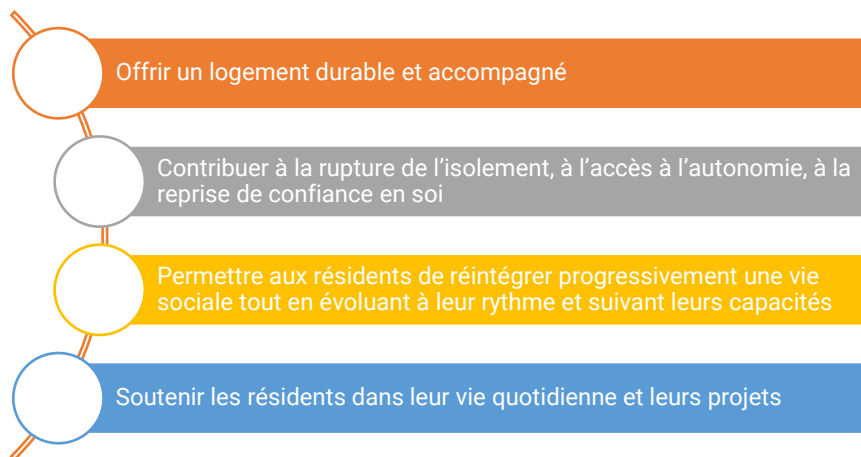 Offrir un logement durable et accompagné
Contribuer à la rupture de l’isolement, à l’accès à l’autonomie, à la
reprise de confiance en soi
Permettre aux résidents de réintégrer progressivement une vie
sociale tout en évoluant à leur rythme et suivant leurs capacités
Soutenir les résidents dans leur vie quotidienne et leurs projets